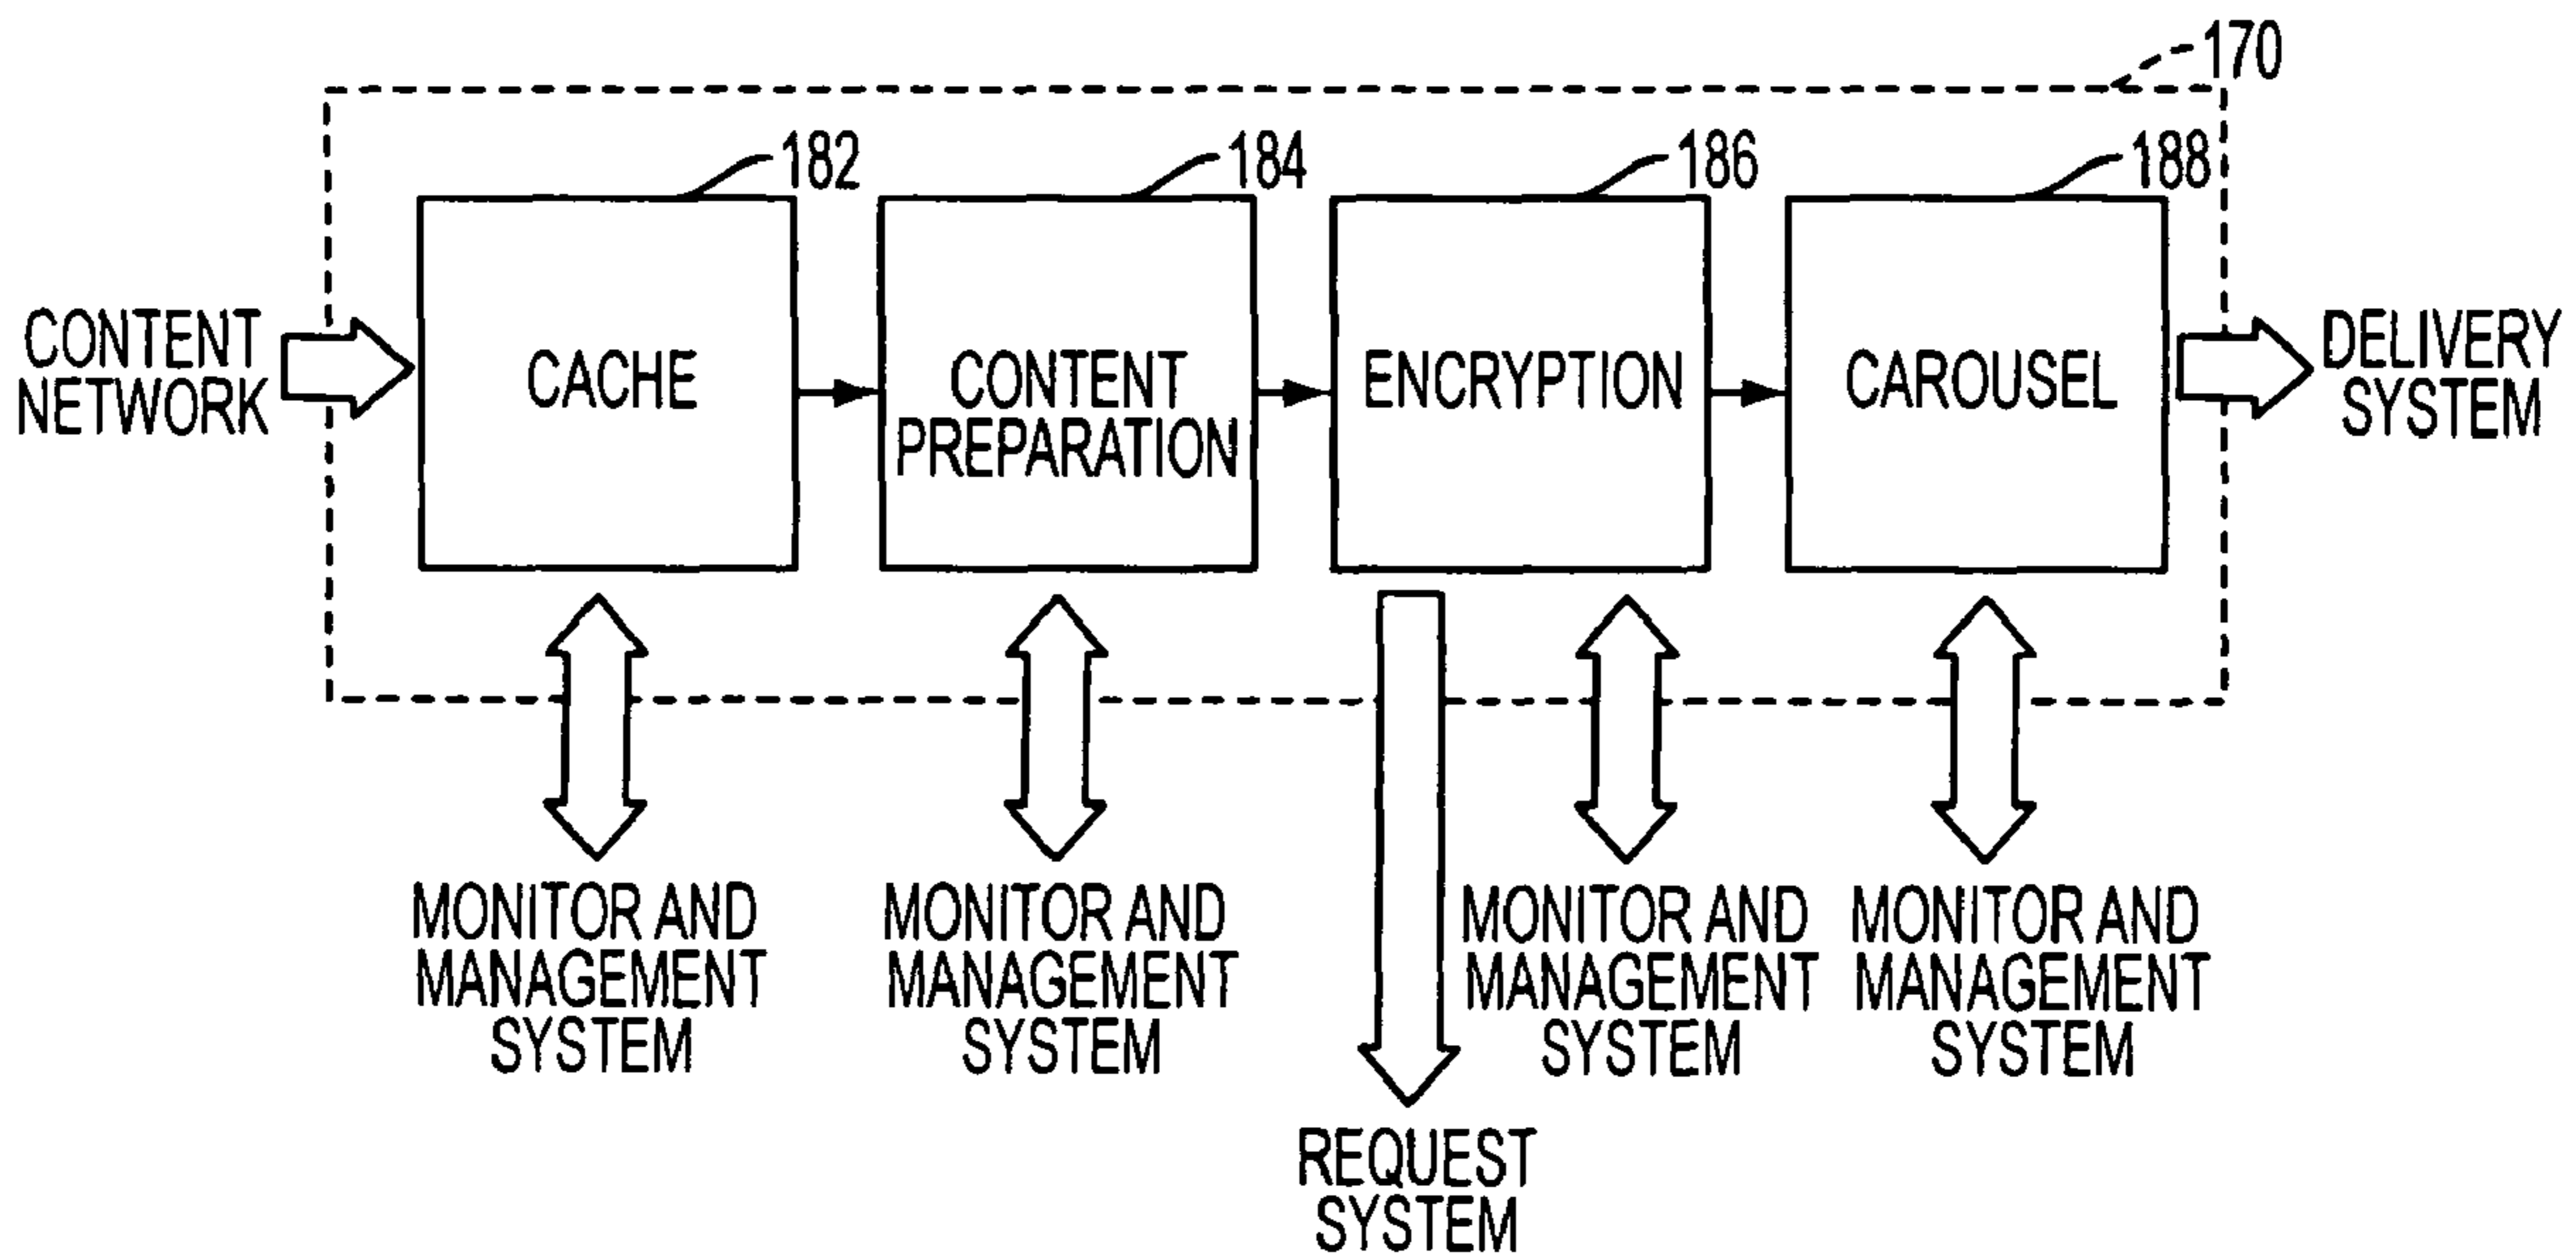 170
182
184
186
188
CONTENT
NETWORK
CACHE
CONTENT
PREPARATION
ENCRYPTION
CAROUSEL
DELIVERY
SYSTEM
MONITOR AND
MANAGEMENT
SYSTEM
MONITOR AND
MANAGEMENT
SYSTEM
MONITOR AND
MANAGEMENT
SYSTEM
MONITOR AND
MANAGEMENT
SYSTEM
REQUEST
SYSTEM